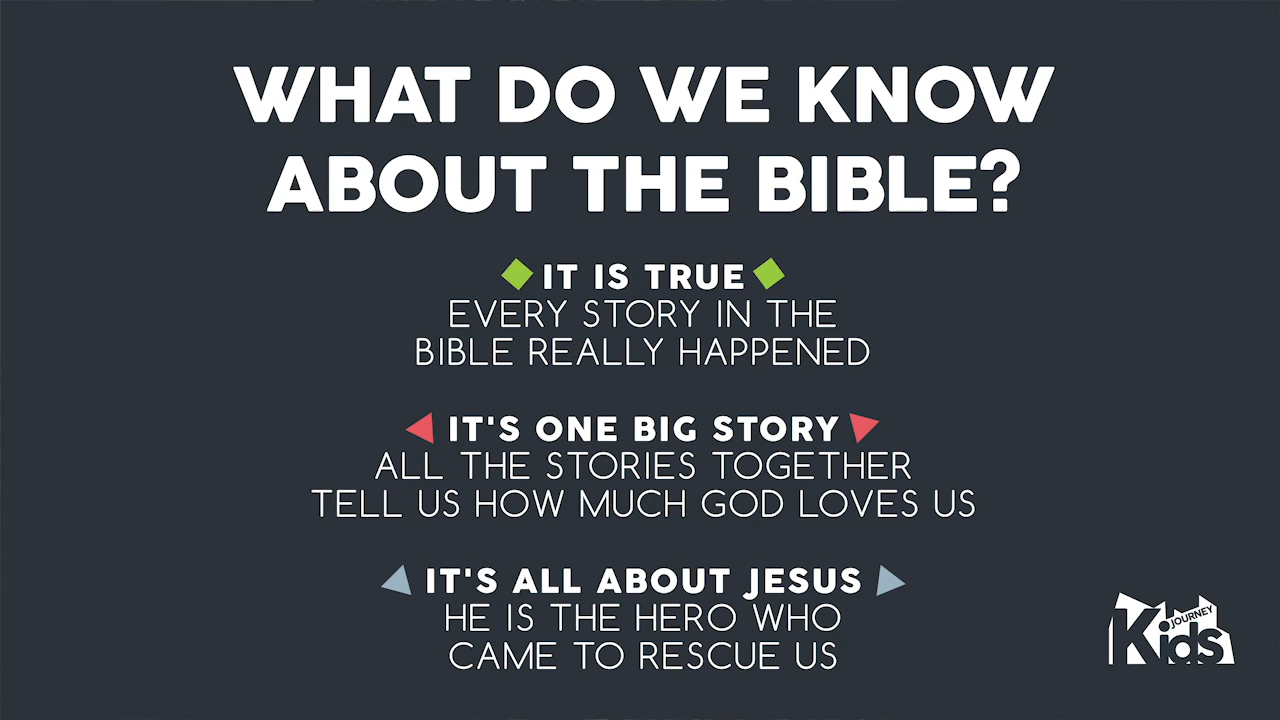 WHAT DO WE KNOW
ABOUT THE BIBLE?
IT IS TRUE
EVERY STORY IN THE
BIBLE REALLY HAPPENED
IT'S ONE BIG STORY
ALL THE STORIES TOGETHER
TELL US HOW MUCH GOD LOVES US
IT'S ALL ABOUT JESUS
HE IS THE HERO WHO
CAME TO RESCUE US
JOURNEY
Kids